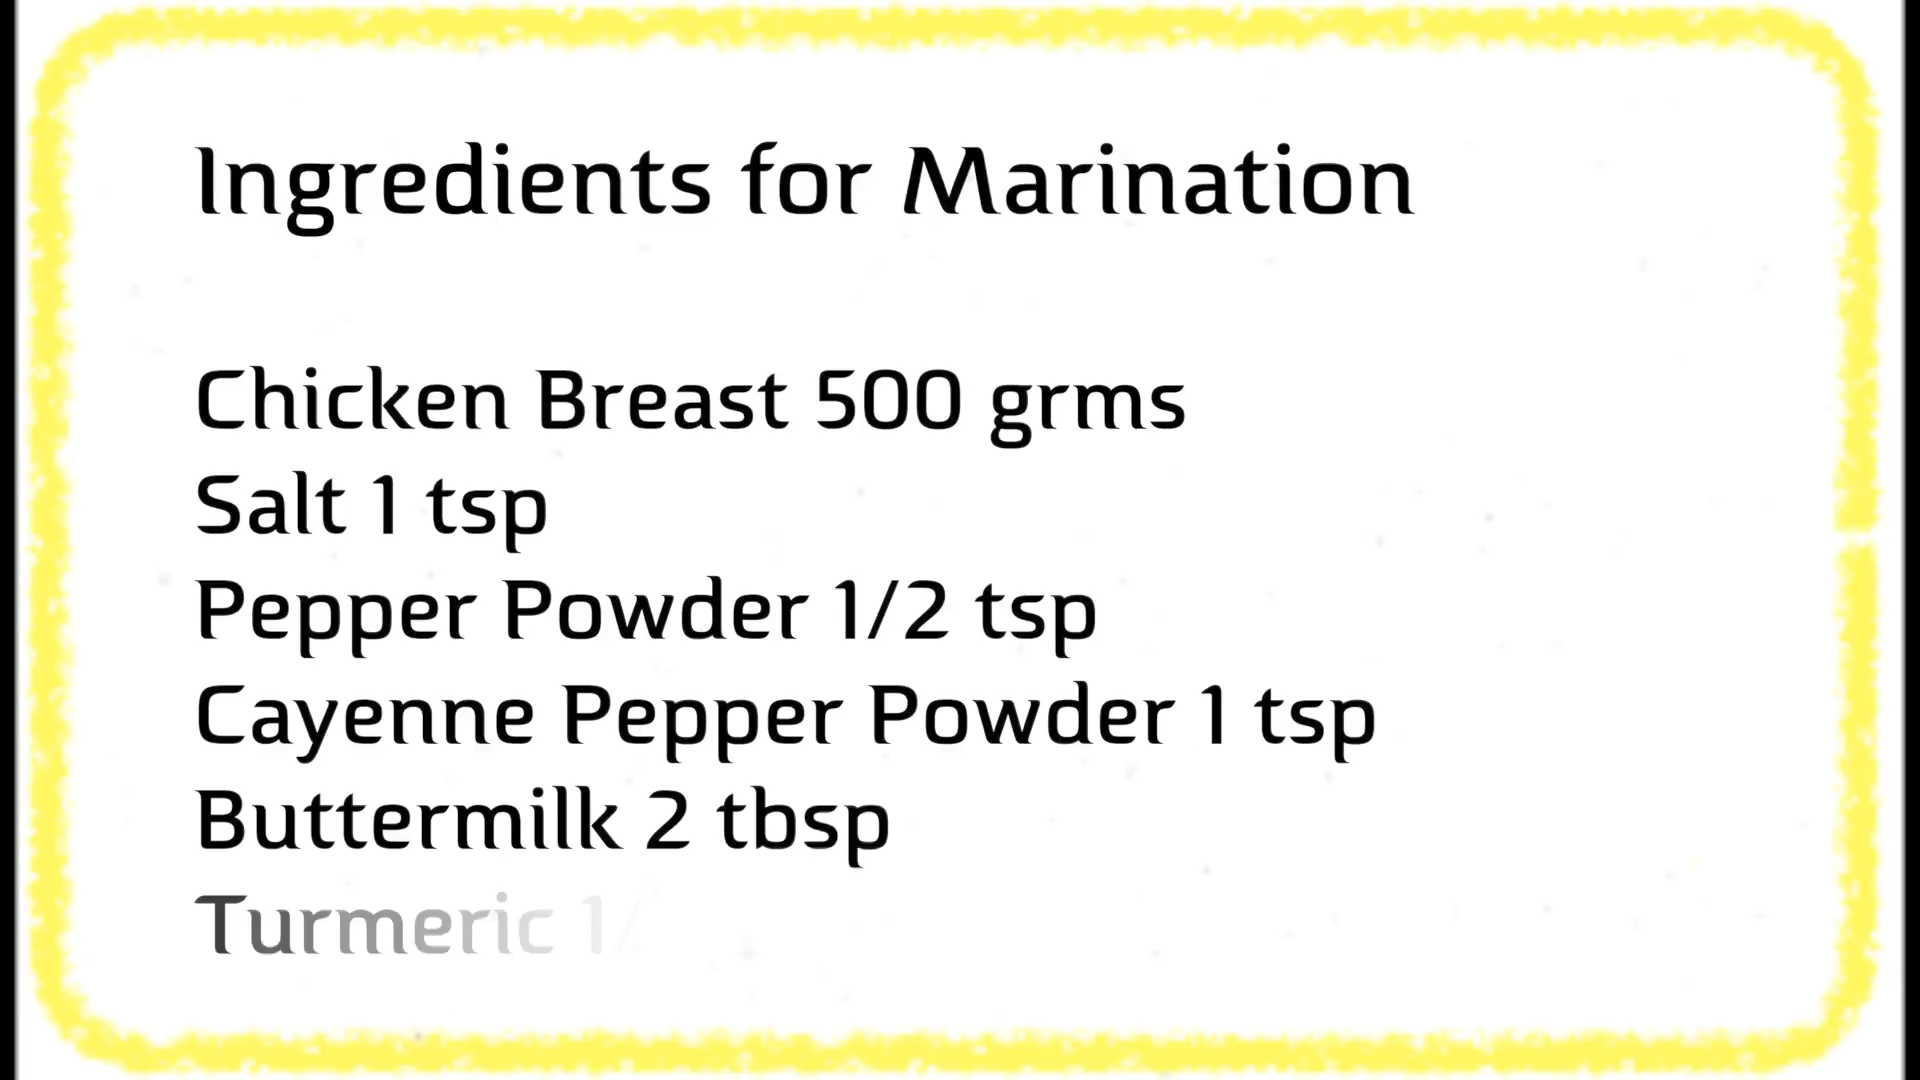 Ingredients for Marination
Chicken Breast 500 grms
Salt 1 tsp
Pepper Powder 1/2 tsp
Cayenne Pepper Powder 1 tsp
Buttermilk 2 tbsp
Turmeric 1/